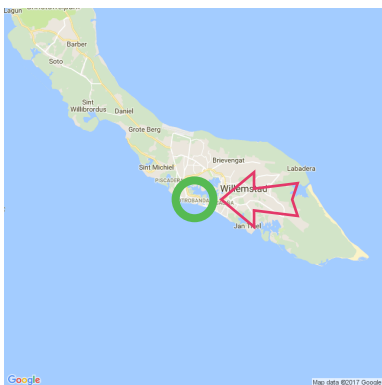 Lagun
Barber
Soto
Sint
Willibrordus
Daniel
Grote Berg
Sint Michiel
Brievengat
Labadera
Willemstad
Jan Thiel
Google
Map data ©2017 Google